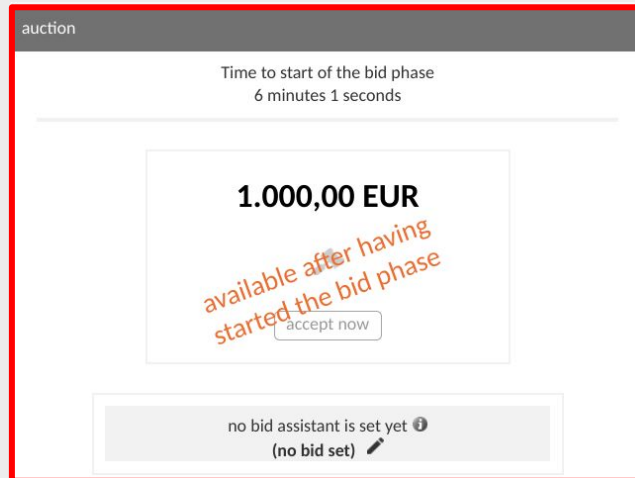 auction
Time to start of the bid phase
6 minutes 1 seconds
1.000,00 EUR
available after having
started the bid phase
accept now
no bid assistant is set yet
(no bid set)